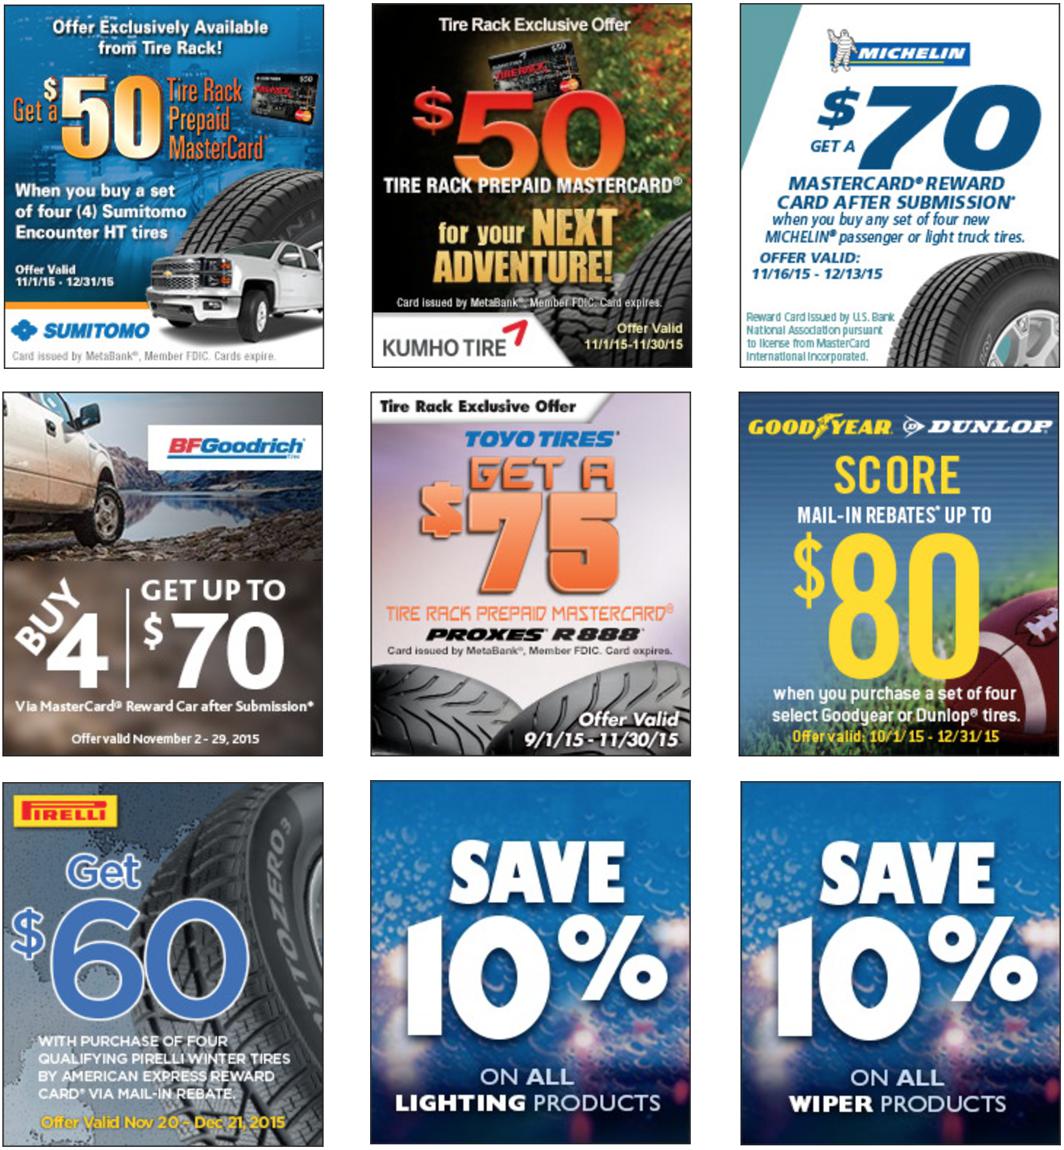 Offer Exclusively Available
from Tire Rack!
Get a $50 Tire Rack
Prepaid
MasterCard*
When you buy a set
of four (4) Sumitomo
Encounter HT tires
Offer Valid
11/1/15 - 12/31/15
SUMITOMO
Card issued by MetaBank®, Member FDIC. Cards expire.
Tire Rack Exclusive Offer
$50
TIRE RACK PREPAID MASTERCARD®
for your NEXT
ADVENTURE!
Card issued by MetaBank®, Member FDIC. Card expires.
KUMHO TIRE
Offer Valid
11/1/15-11/30/15
MICHELIN
GET A $70
MASTERCARD® REWARD
CARD AFTER SUBMISSION*
when you buy any set of four new
MICHELIN® passenger or light truck tires.
OFFER VALID:
11/16/15 - 12/13/15
Reward Card issued by U.S. Bank
National Association pursuant
to license from MasterCard
International Incorporated.
BFGoodrich
Tires
BUY 4
GET UP TO
$70
Via MasterCard® Reward Car after Submission*
Offer valid November 2 - 29, 2015
Tire Rack Exclusive Offer
TOYO TIRES®
GET A
$75
TIRE RACK PREPAID MASTERCARD®
PROXES® R888®
Card issued by MetaBank®, Member FDIC. Card expires.
Offer Valid
9/1/15 - 11/30/15
GOODYEAR DUNLOP
SCORE
MAIL-IN REBATES* UP TO
$80
when you purchase a set of four
select Goodyear or Dunlop® tires.
Offer valid: 10/1/15 - 12/31/15
PIRELLI
Get
$60
WITH PURCHASE OF FOUR
QUALIFYING PIRELLI WINTER TIRES
BY AMERICAN EXPRESS REWARD
CARD* VIA MAIL-IN REBATE.
Offer Valid Nov 20 - Dec 21, 2015
SAVE
10%
ON ALL
LIGHTING PRODUCTS
SAVE
10%
ON ALL
WIPER PRODUCTS